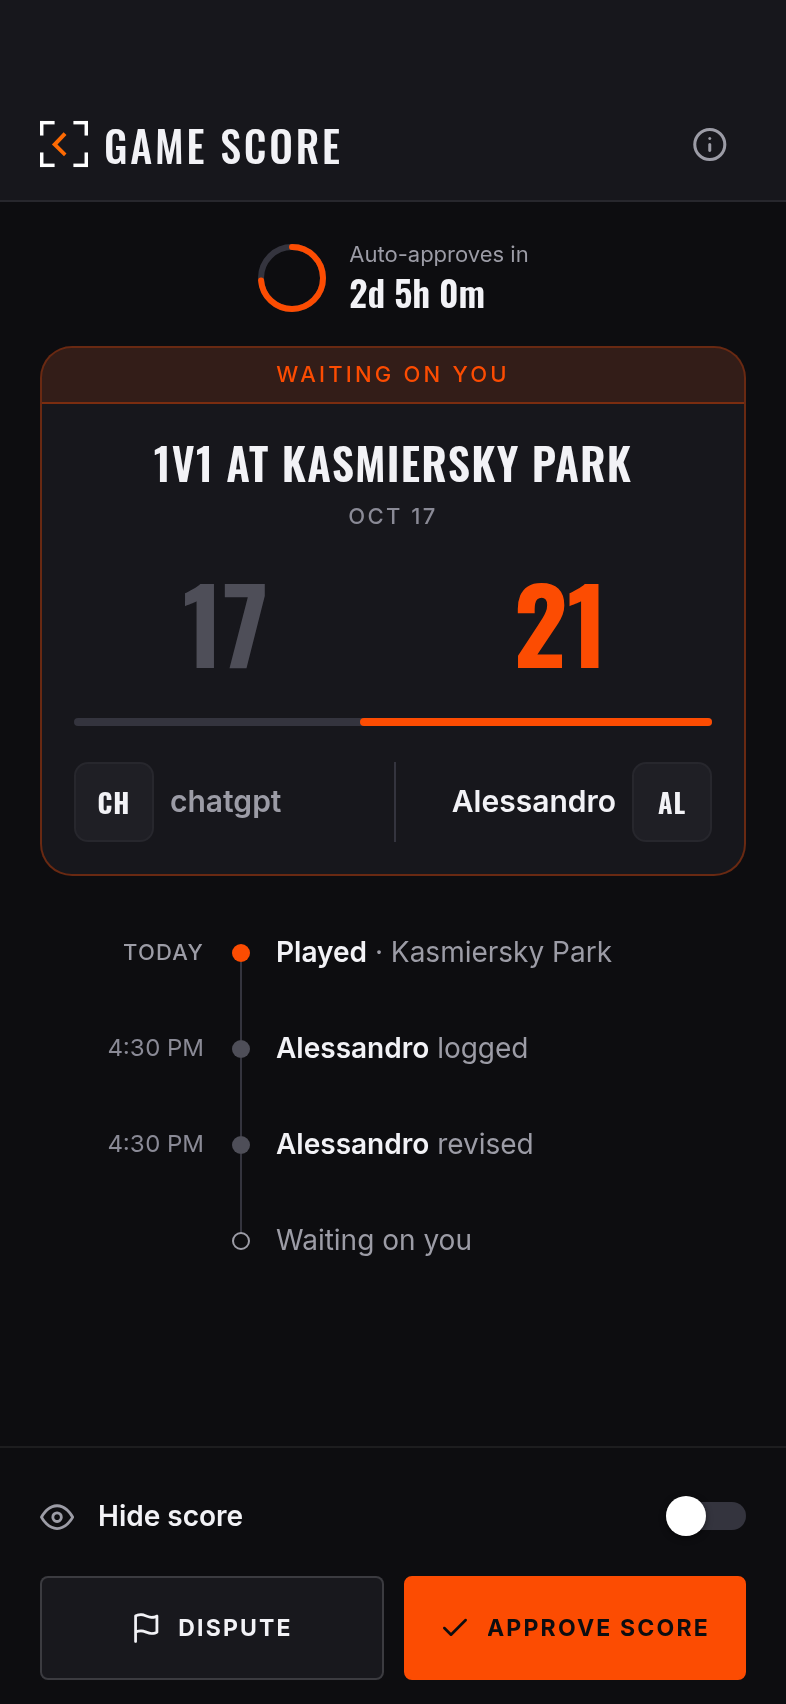 GAME SCORE
Auto-approves in
2d 5h 0m
WAITING ON YOU
1V1 AT KASMIERSKY PARK
OCT 17
17 21
CH chatgpt Alessandro AL
TODAY Played · Kasmiersky Park
4:30 PM Alessandro logged
4:30 PM Alessandro revised
Waiting on you
Hide score
DISPUTE APPROVE SCORE